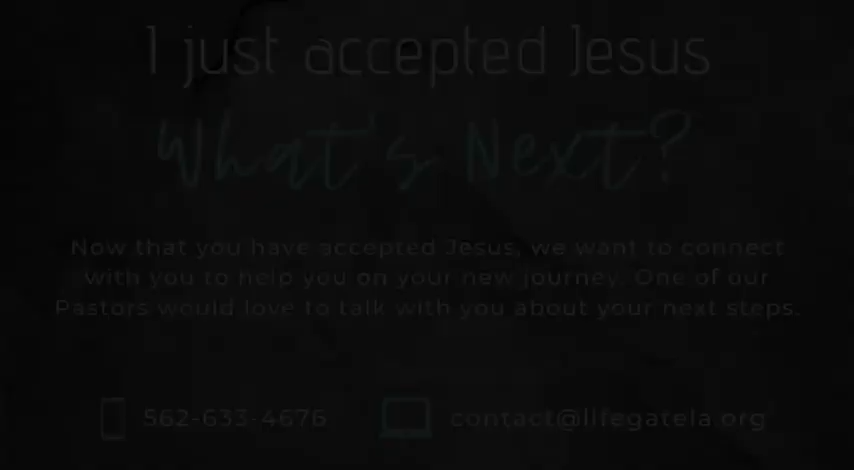 I just accepted Jesus
What's Next?
Now that you have accepted Jesus, we want to connect
with you to help you on your new journey. One of our
Pastors would love to talk with you about your next steps.
562-633-4676
contact@lifegatela.org